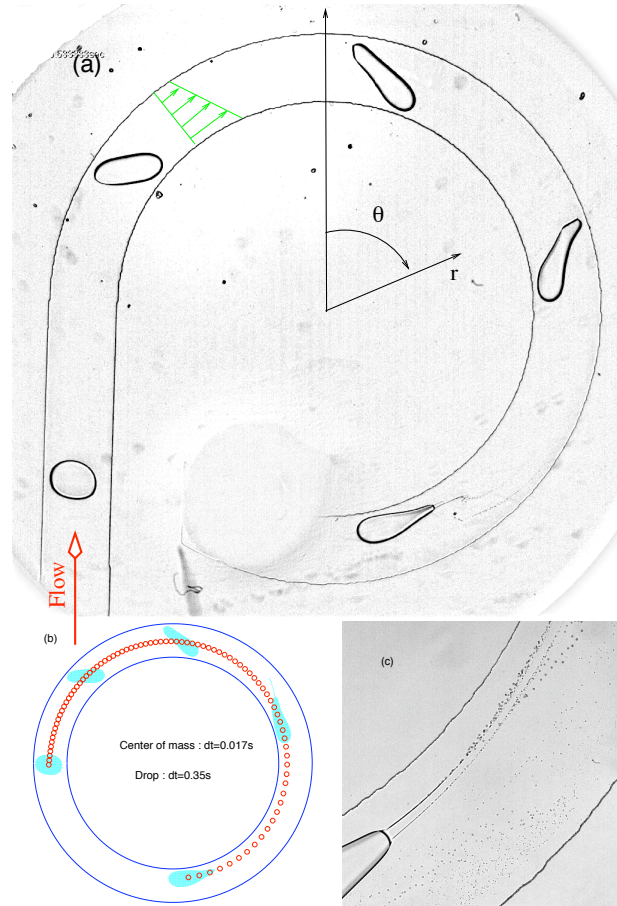 (a)
θ
r
Flow
(b)
Center of mass : dt=0.017s
Drop : dt=0.35s
(c)